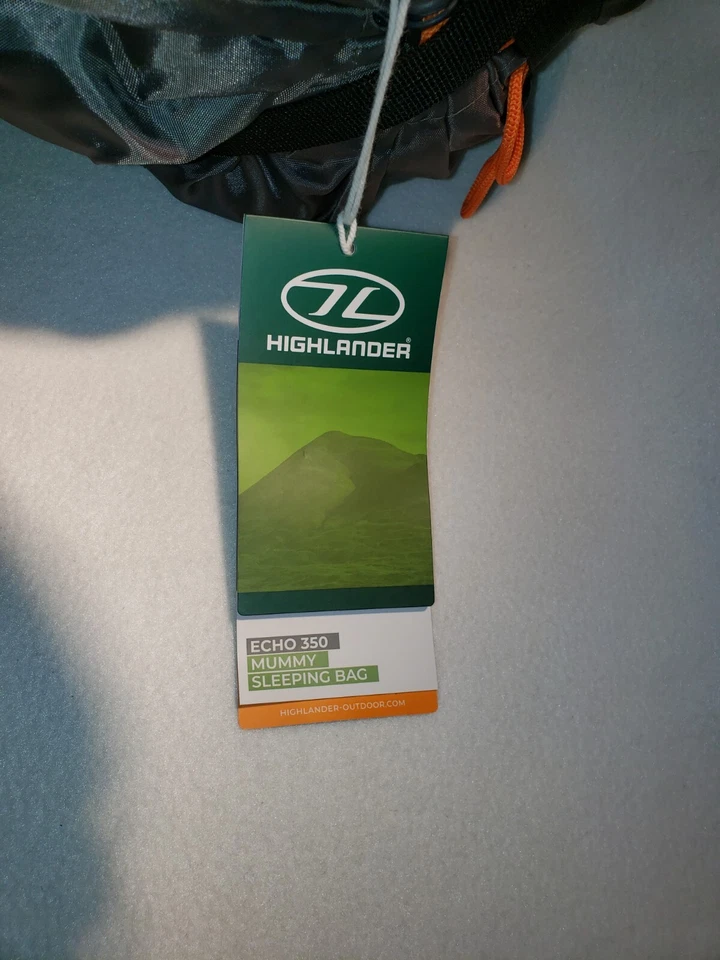 HIGHLANDER®
ECHO 350
MUMMY
SLEEPING BAG
HIGHLANDER-OUTDOOR.COM